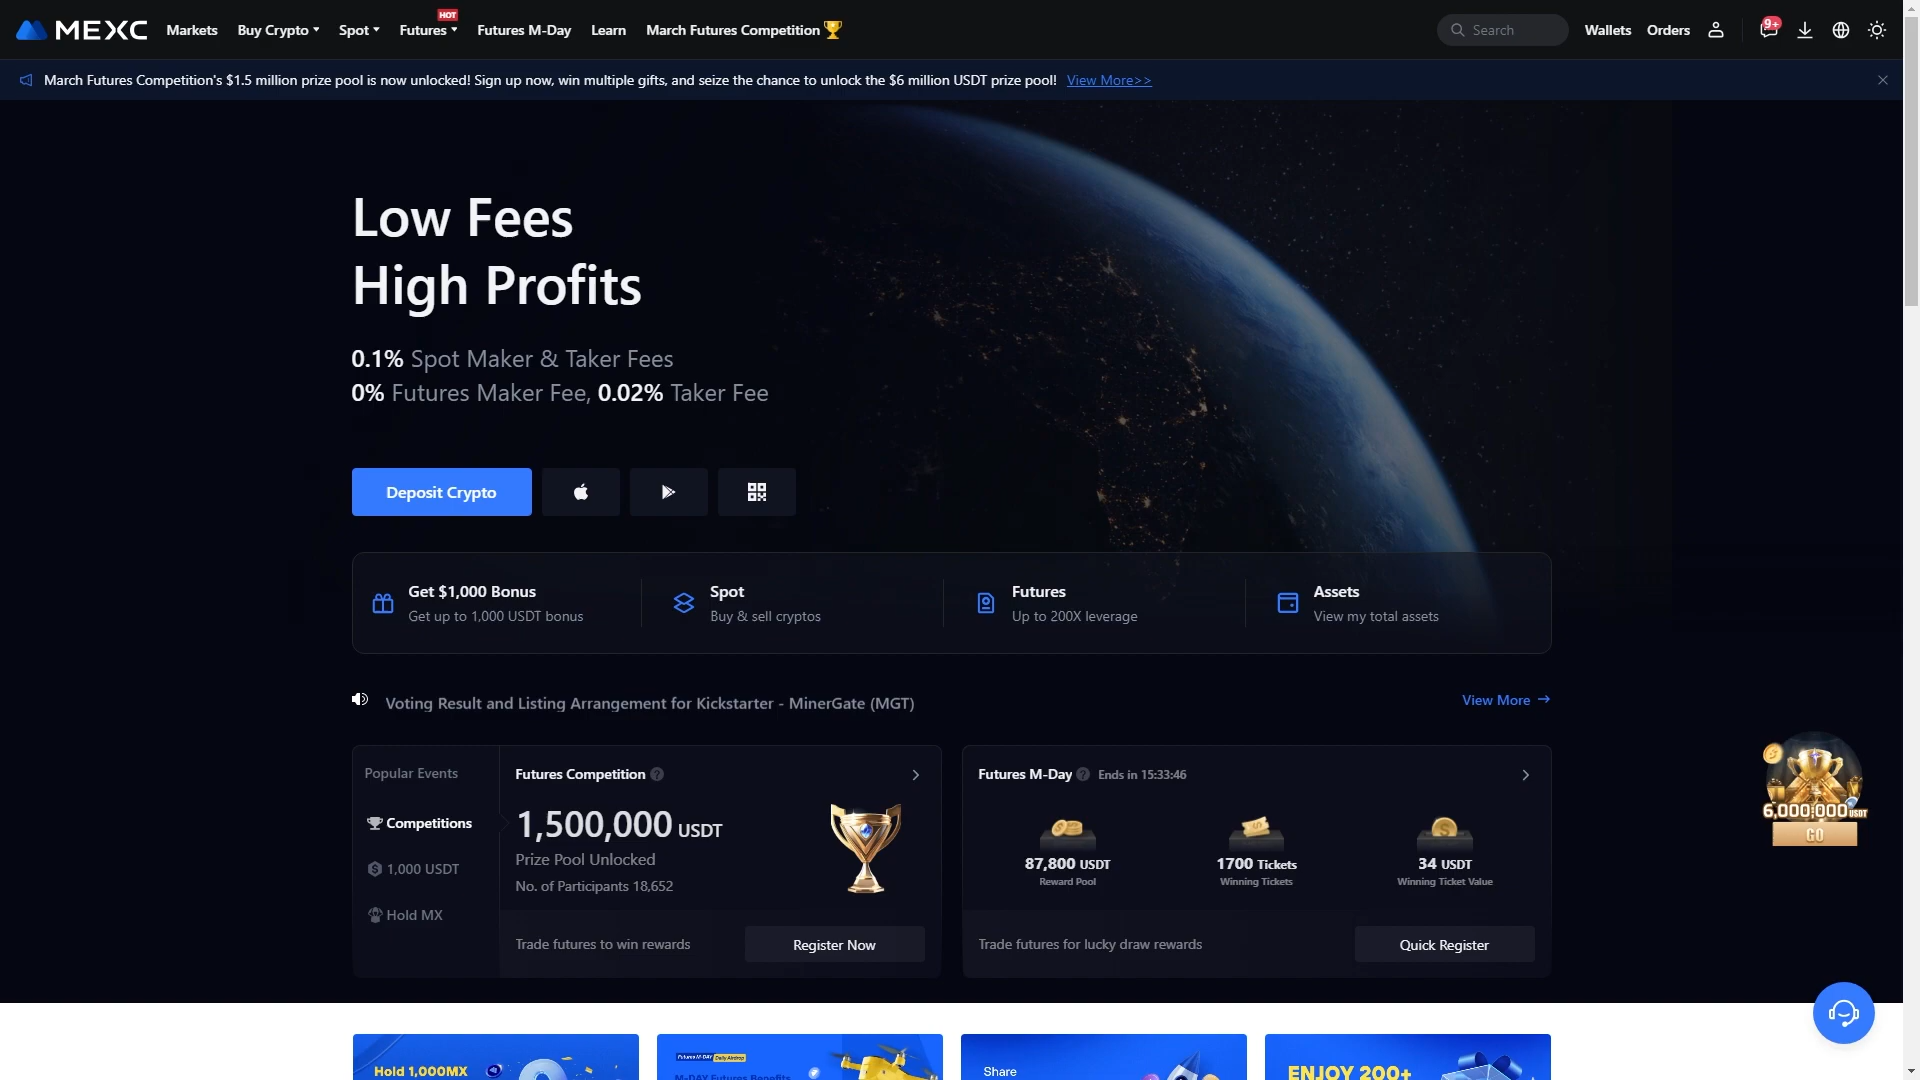 MEXC
Markets
Buy Crypto
Spot
Futures
HOT
Futures M-Day
Learn
March Futures Competition
Search
Wallets
Orders
9+
March Futures Competition's $1.5 million prize pool is now unlocked! Sign up now, win multiple gifts, and seize the chance to unlock the $6 million USDT prize pool! View More>>
Low Fees
High Profits
0.1% Spot Maker & Taker Fees
0% Futures Maker Fee, 0.02% Taker Fee
Deposit Crypto
Get $1,000 Bonus
Get up to 1,000 USDT bonus
Spot
Buy & sell cryptos
Futures
Up to 200X leverage
Assets
View my total assets
Voting Result and Listing Arrangement for Kickstarter - MinerGate (MGT)
View More
Popular Events
Competitions
1,000 USDT
Hold MX
Futures Competition
1,500,000 USDT
Prize Pool Unlocked
No. of Participants 18,652
Trade futures to win rewards
Register Now
Futures M-Day
Ends in 15:33:46
87,800 USDT
Reward Pool
1700 Tickets
Winning Tickets
34 USDT
Winning Ticket Value
Trade futures for lucky draw rewards
Quick Register
6,000,000 USDT
GO
Hold 1,000MX
Futures M-DAY Daily Airdrop
M-DAY Futures Benefits
Share
ENJOY 200+